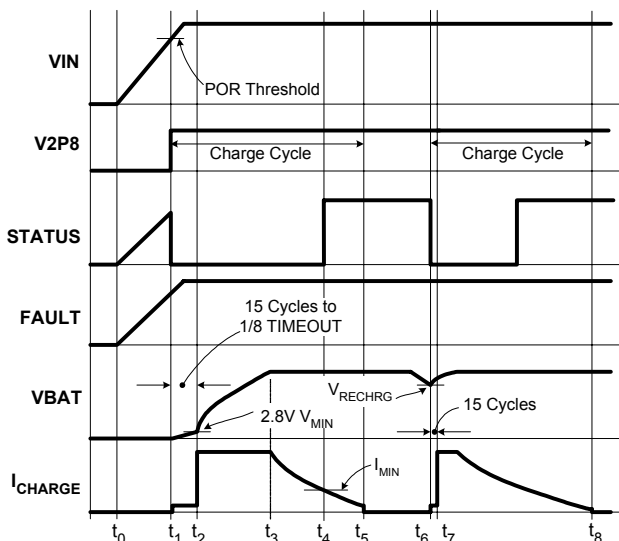 VIN
POR Threshold
V2P8
Charge Cycle
Charge Cycle
STATUS
FAULT
15 Cycles to
1/8 TIMEOUT
VBAT
VRECHRG
2.8V VMIN
15 Cycles
ICHARGE
IMIN
t0 t1 t2 t3 t4 t5 t6 t7 t8